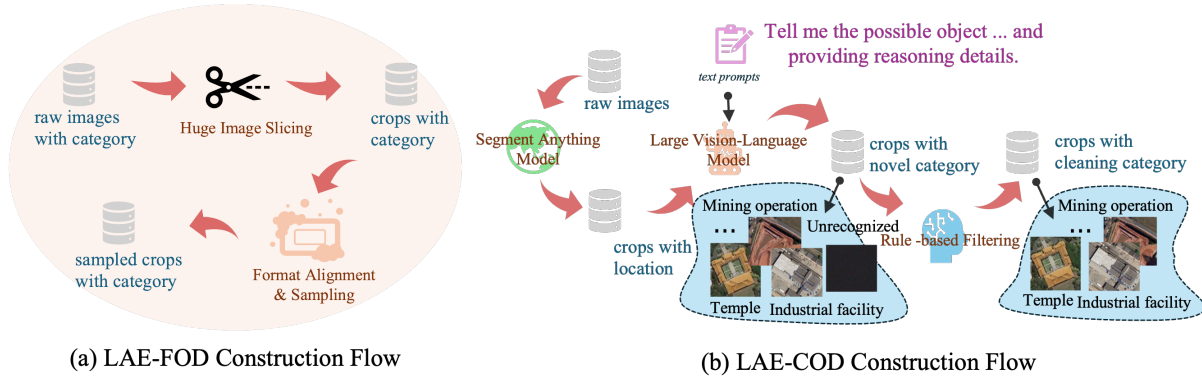 raw images
with category
Huge Image Slicing
crops with
category
Format Alignment
& Sampling
sampled crops
with category
(a) LAE-FOD Construction Flow
Tell me the possible object ... and
providing reasoning details.
text prompts
raw images
Segment Anything
Model
crops with
location
Large Vision-Language
Model
crops with
novel category
Mining operation
...
Unrecognized
Temple
Industrial facility
Rule -based Filtering
crops with
cleaning category
Mining operation
...
Temple
Industrial facility
(b) LAE-COD Construction Flow